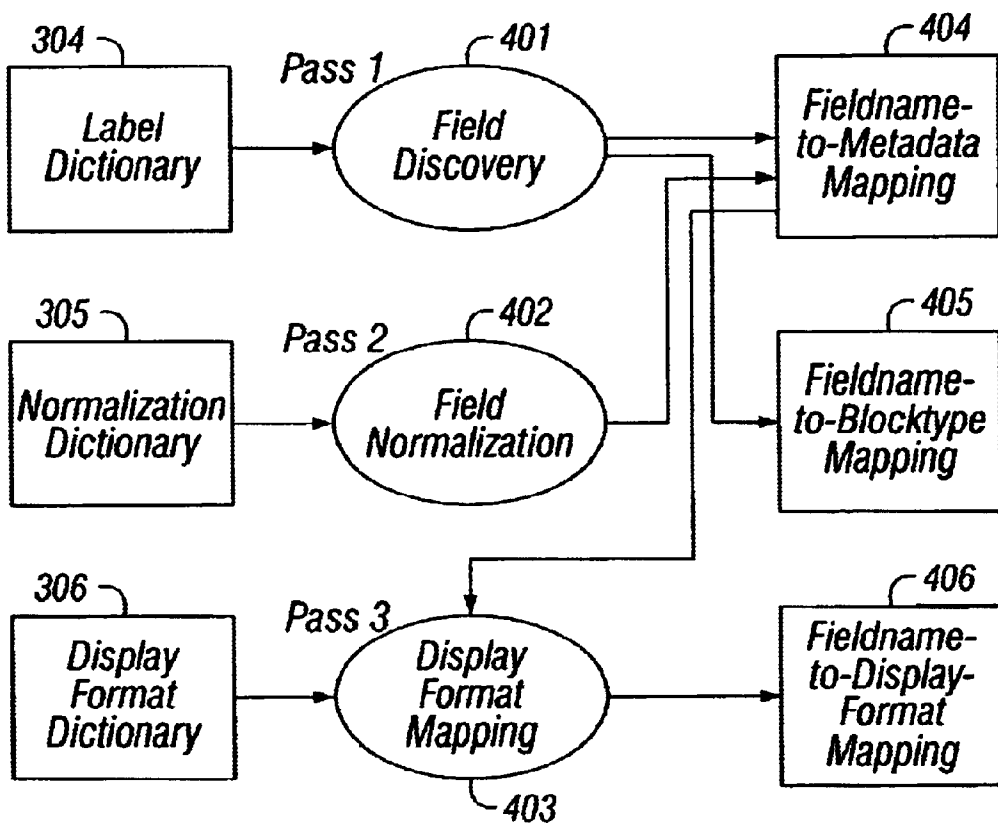 304
Label
Dictionary
Pass 1
401
Field
Discovery
404
Fieldname-
to-Metadata
Mapping
305
Normalization
Dictionary
Pass 2
402
Field
Normalization
405
Fieldname-
to-Blocktype
Mapping
306
Display
Format
Dictionary
Pass 3
Display
Format
Mapping
403
406
Fieldname-
to-Display-
Format
Mapping